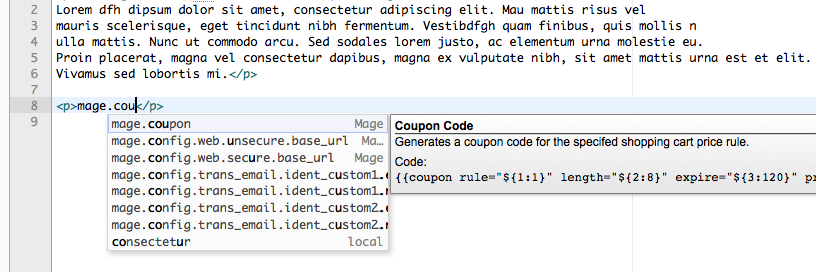 2 Lorem dfh dipsum dolor sit amet, consectetur adipiscing elit. Mau mattis risus vel
3 mauris scelerisque, eget tincidunt nibh fermentum. Vestibdfgh quam finibus, quis mollis n
4 ulla mattis. Nunc ut commodo arcu. Sed sodales lorem justo, ac elementum urna molestie eu.
5 Proin placerat, magna vel consectetur dapibus, magna ex vulputate nibh, sit amet mattis urna est et elit.
6 Vivamus sed lobortis mi.</p>
7
8 <p>mage.cou</p>
9
mage.coupon Mage
mage.config.web.unsecure.base_url Ma…
mage.config.web.secure.base_url Mage
mage.config.trans_email.ident_custom1.e
mage.config.trans_email.ident_custom1.n
mage.config.trans_email.ident_custom2.e
mage.config.trans_email.ident_custom2.n
consectetur local
Coupon Code
Generates a coupon code for the specifed shopping cart price rule.
Code:
{{coupon rule="${1:1}" length="${2:8}" expire="${3:120}" pr